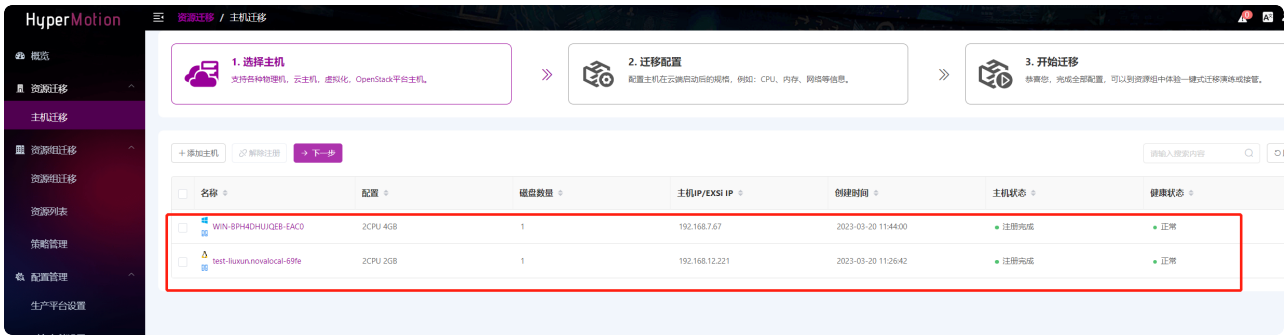 HyperMotion
资源迁移 / 主机迁移
概览
资源迁移
主机迁移
资源组迁移
资源组迁移
资源列表
策略管理
配置管理
生产平台设置
1. 选择主机
支持各种物理机、云主机、虚拟化、OpenStack平台主机。
2. 迁移配置
配置主机在云端启动后的规格，例如：CPU、内存、网络等信息。
3. 开始迁移
恭喜您，完成全部配置，可以到资源组中体验一键式迁移演练或接管。
+ 添加主机 解除注册 → 下一步
请输入搜索内容
名称 配置 磁盘数量 主机IP/EXSi IP 创建时间 主机状态 健康状态
WIN-BPH4DHUJQEB-EAC0 2CPU 4GB 1 192.168.7.67 2023-03-20 11:44:00 注册完成 正常
test-liuxun.novalocal-69fe 2CPU 2GB 1 192.168.12.221 2023-03-20 11:26:42 注册完成 正常